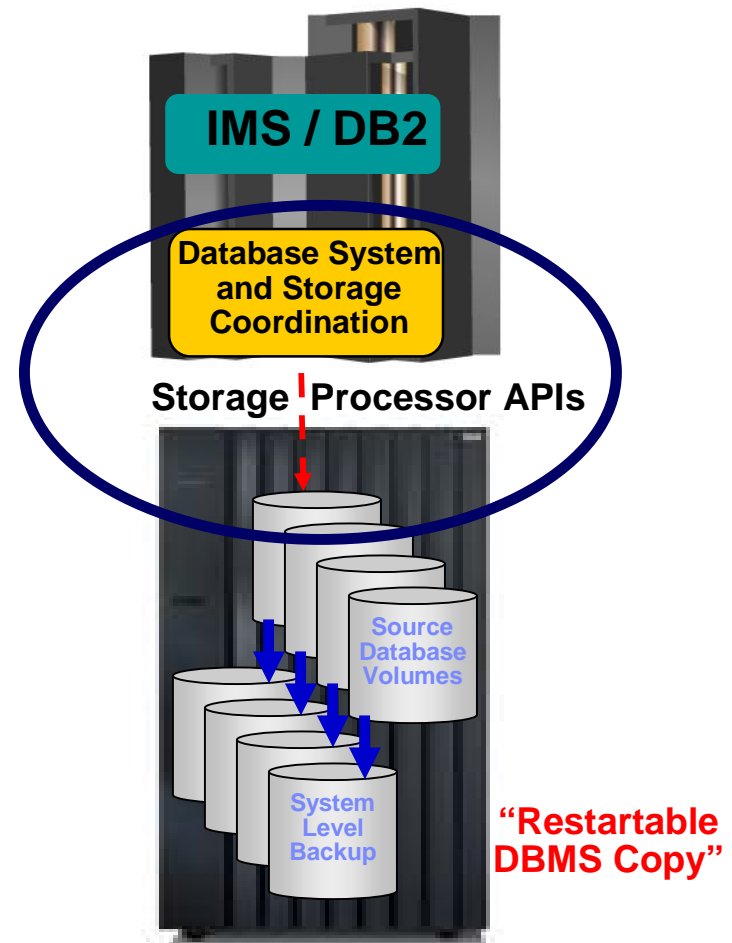 IMS / DB2
Database System
and Storage
Coordination
Storage Processor APIs
Source
Database
Volumes
System
Level
Backup
“Restartable
DBMS Copy”